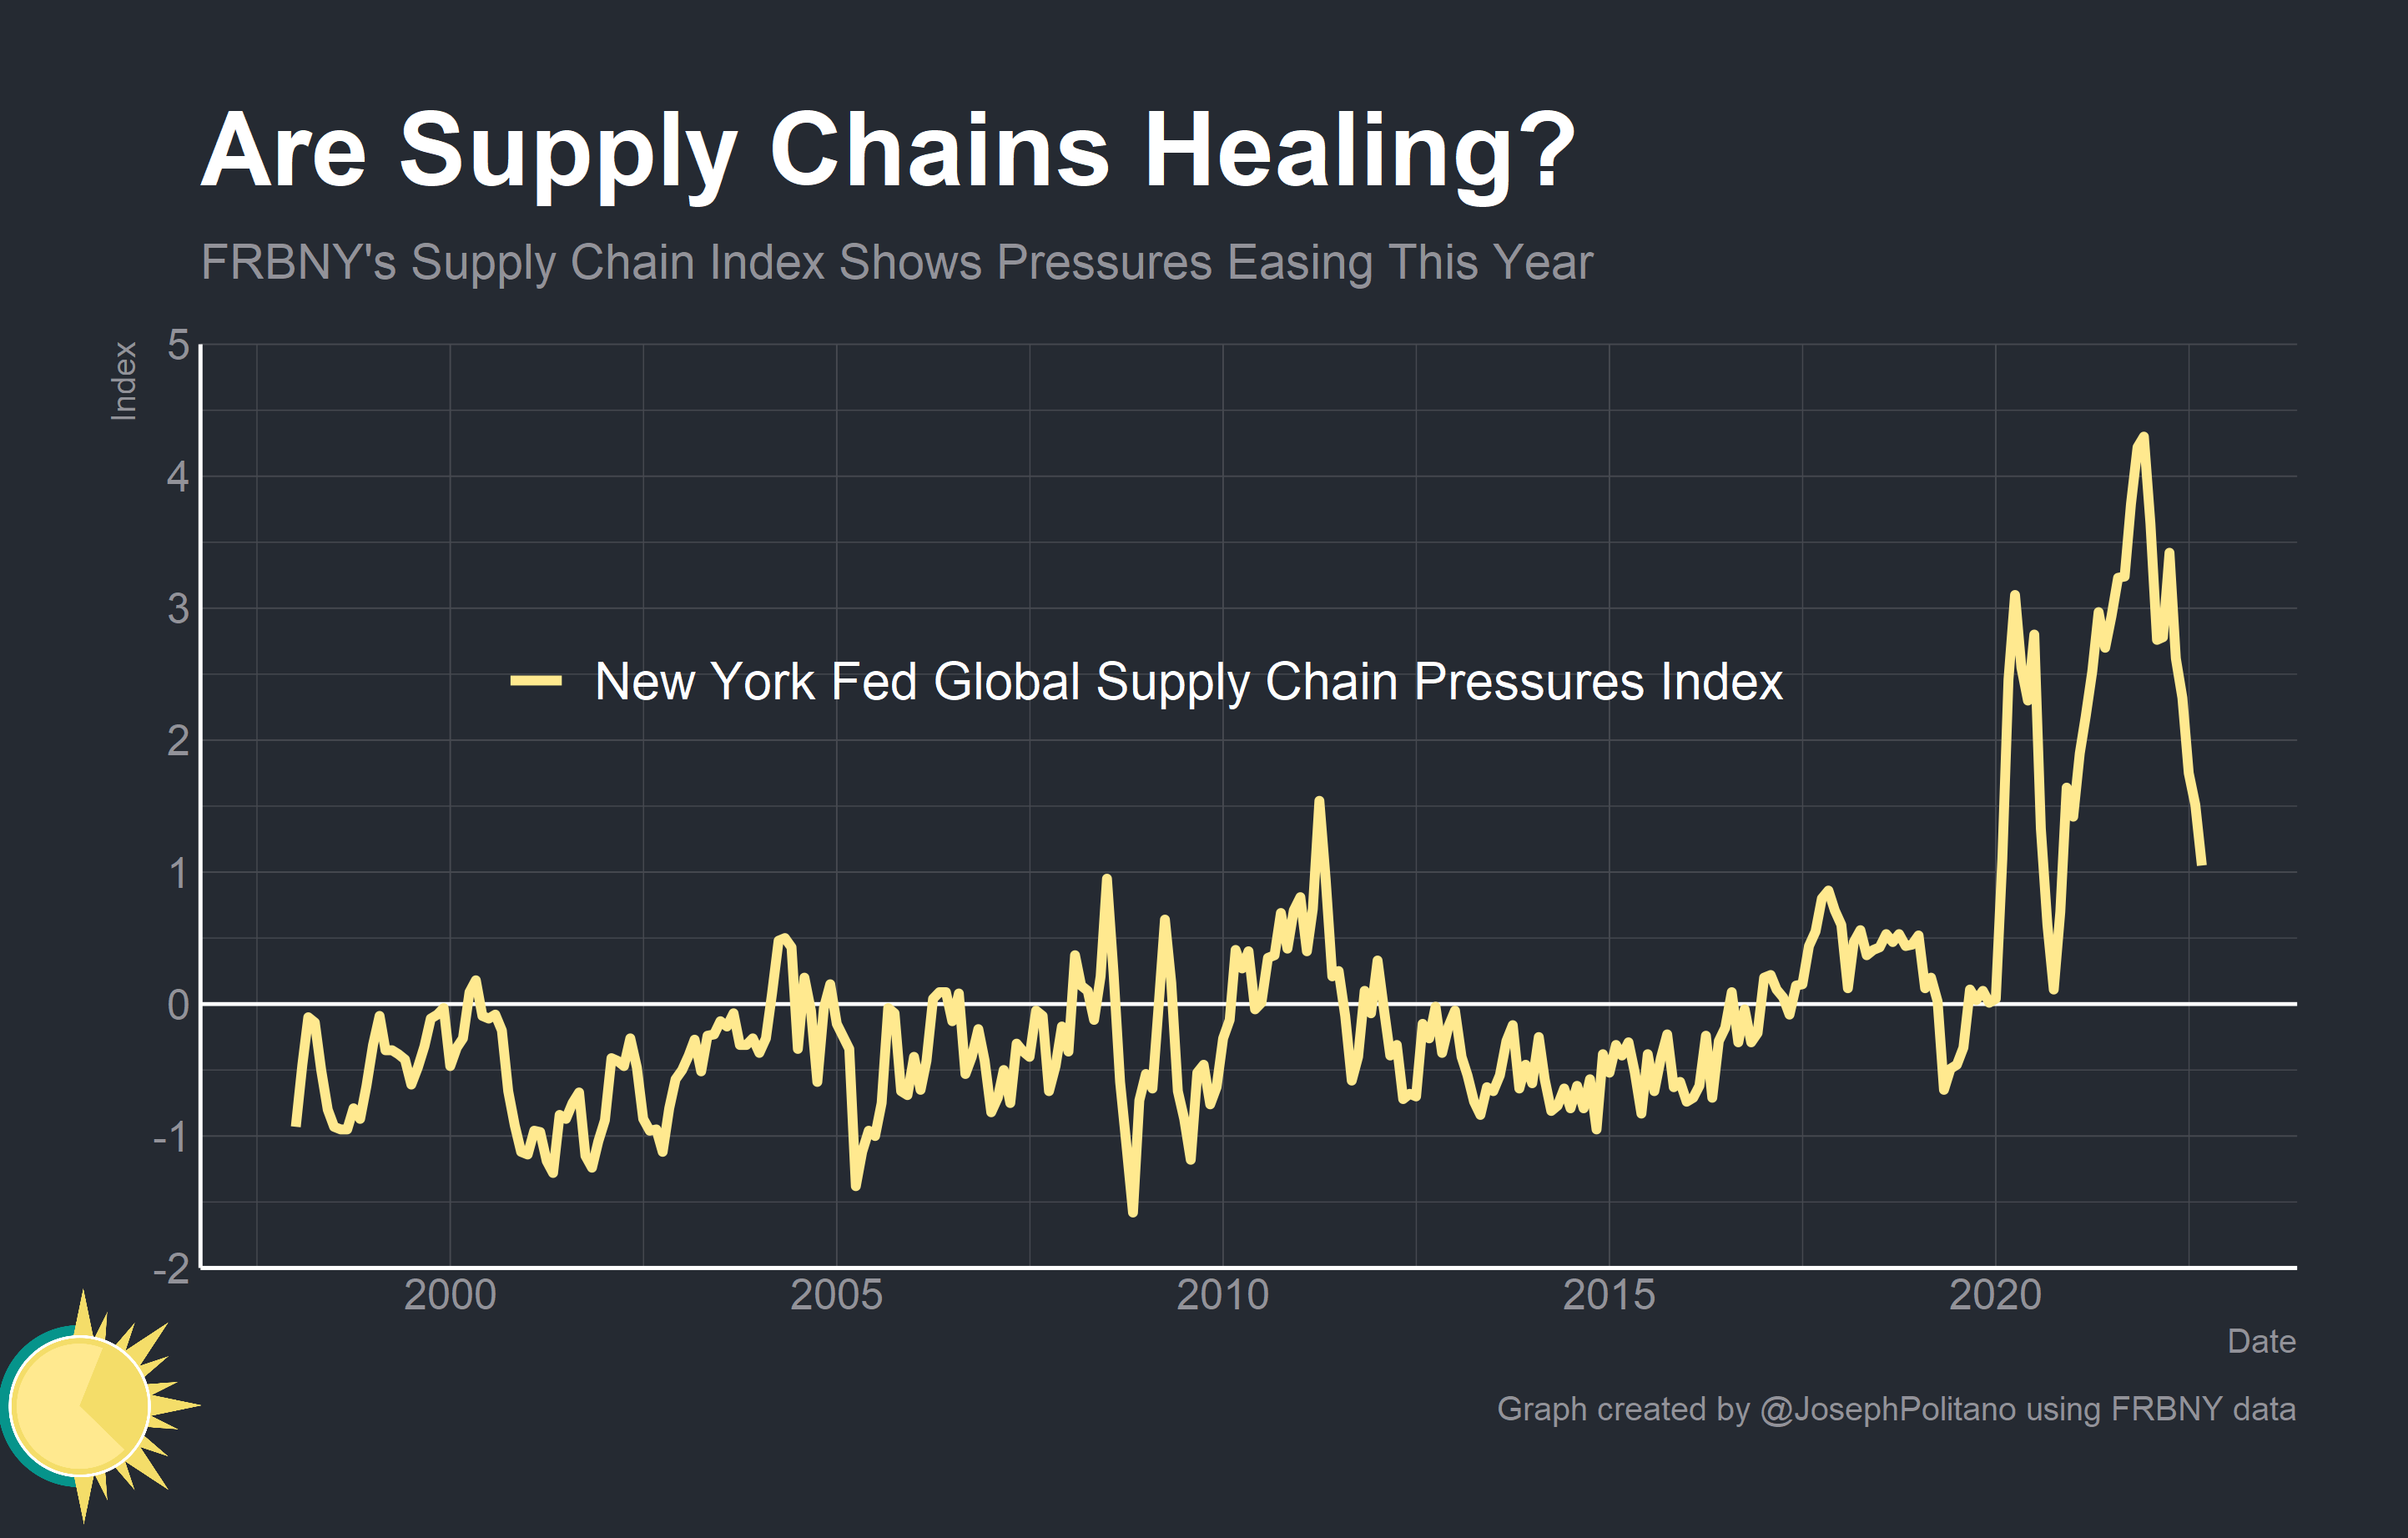 Are Supply Chains Healing?
FRBNY's Supply Chain Index Shows Pressures Easing This Year
Index
5
4
3
2
1
0
-1
-2
New York Fed Global Supply Chain Pressures Index
2000
2005
2010
2015
2020
Date
Graph created by @JosephPolitano using FRBNY data